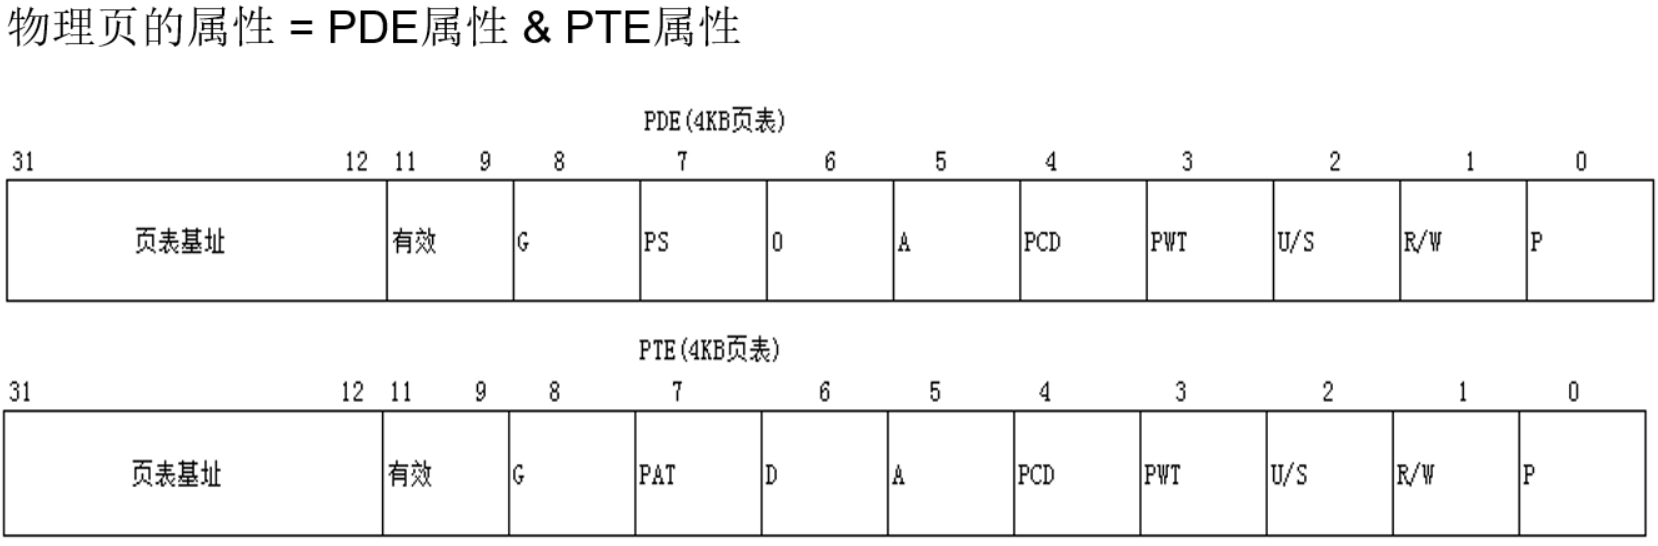 物理页的属性 = PDE属性 & PTE属性
PDE(4KB页表)
31 12 11 9 8 7 6 5 4 3 2 1 0
页表基址 有效 G PS 0 A PCD PWT U/S R/W P
PTE(4KB页表)
31 12 11 9 8 7 6 5 4 3 2 1 0
页表基址 有效 G PAT D A PCD PWT U/S R/W P